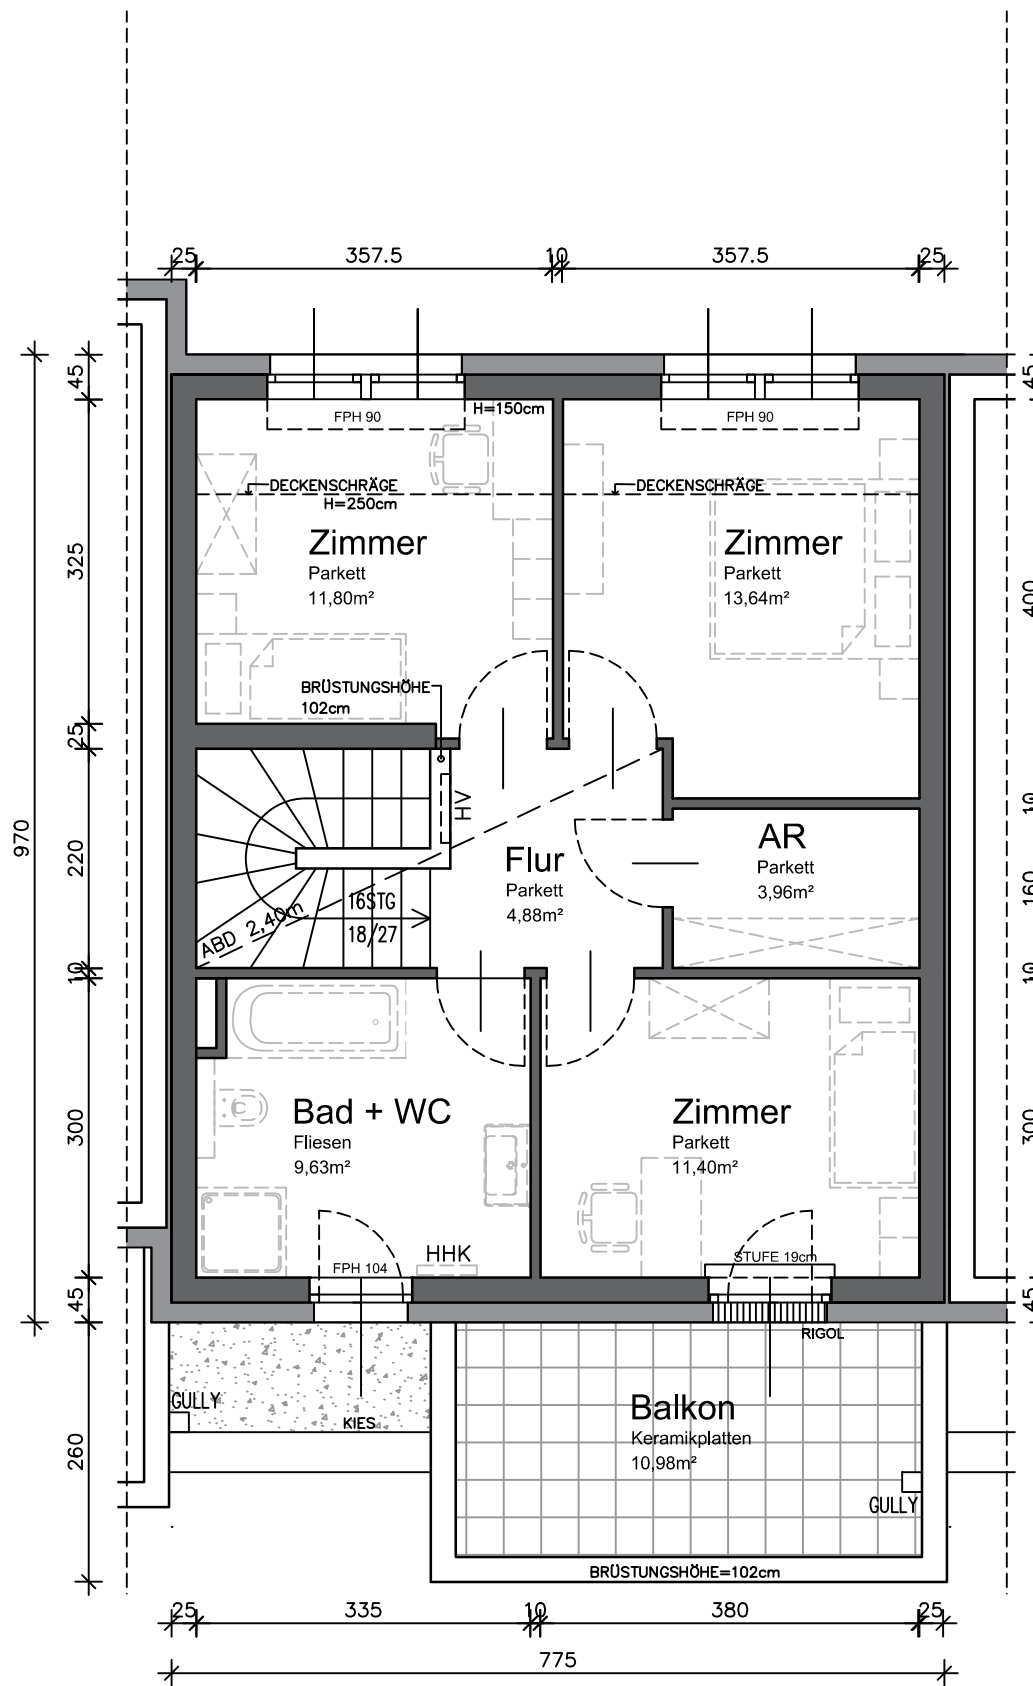 25
357.5
10
357.5
25
45
FPH 90
H=150cm
FPH 90
45
DECKENSCHRÄGE
H=250cm
DECKENSCHRÄGE
325
Zimmer
Parkett
11,80m²
Zimmer
Parkett
13,64m²
400
BRÜSTUNGSHÖHE
102cm
25
HV
10
970
220
Flur
Parkett
4,88m²
AR
Parkett
3,96m²
160
16STG
18/27
ABD 2,40m
10
10
300
Bad + WC
Fliesen
9,63m²
Zimmer
Parkett
11,40m²
300
HHK
FPH 104
STUFE 19cm
45
45
RIGOL
GULLY
KIES
Balkon
Keramikplatten
10,98m²
260
GULLY
BRÜSTUNGSHÖHE=102cm
25
335
10
380
25
775